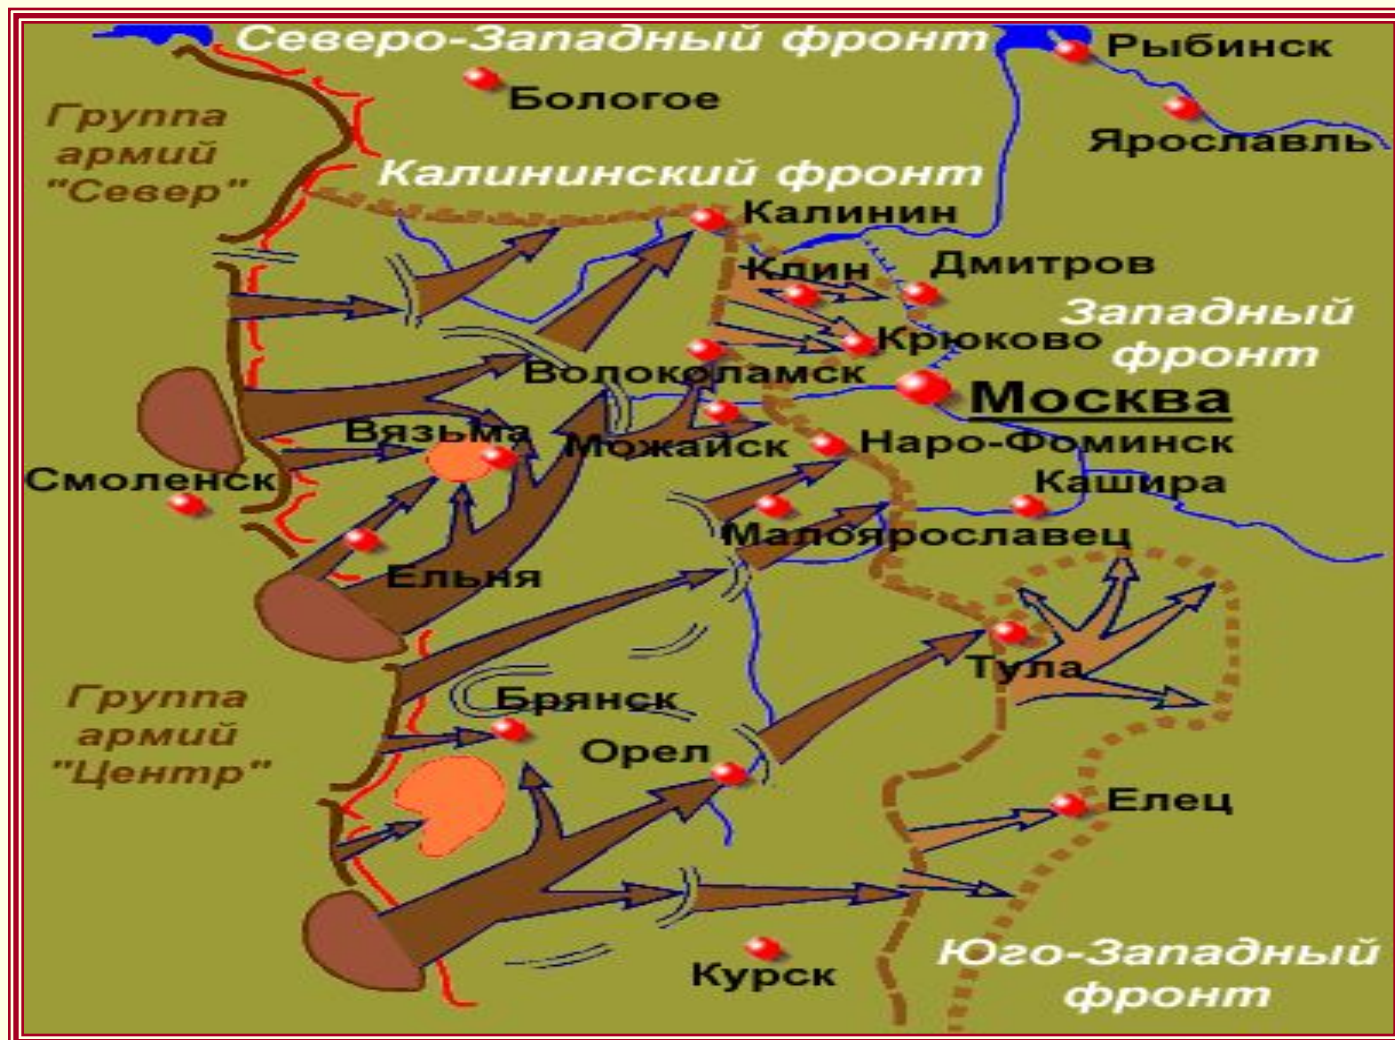 Северо-Западный фронт
Рыбинск
Бологое
Группа
армий
"Север"
Ярославль
Калининский фронт
Калинин
Клин
Дмитров
Западный
фронт
Крюково
Волоколамск
Москва
Вязьма
Можайск
Наро-Фоминск
Смоленск
Кашира
Малоярославец
Ельня
Тула
Группа
армий
"Центр"
Брянск
Орел
Елец
Юго-Западный
фронт
Курск